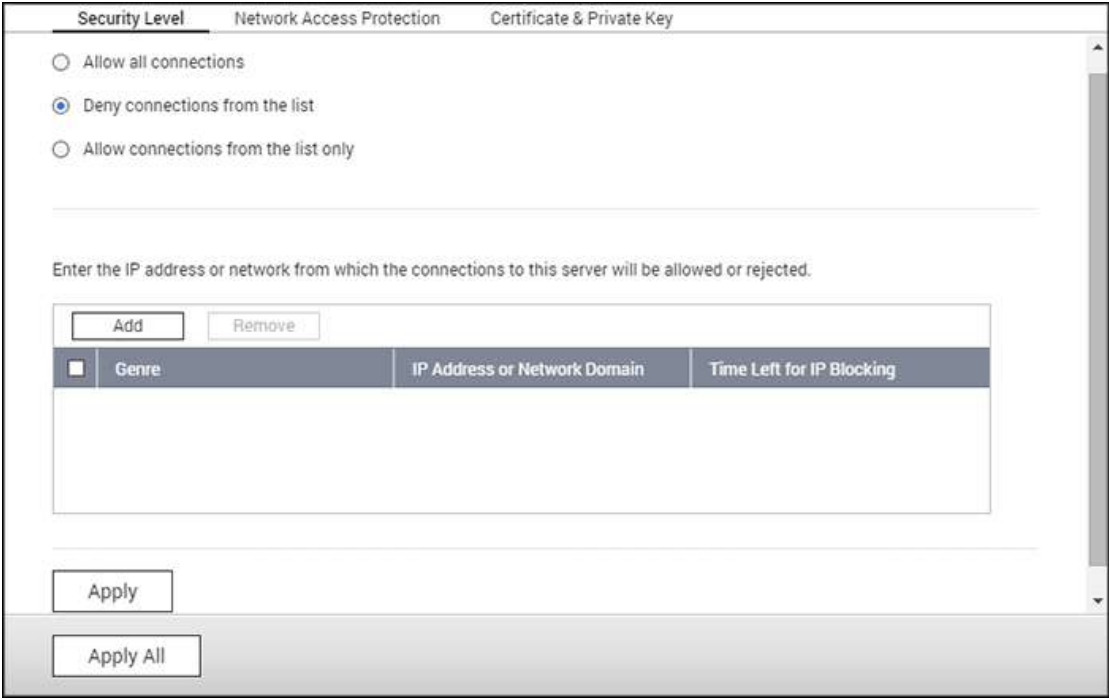 Security Level Network Access Protection Certificate & Private Key
Allow all connections
Deny connections from the list
Allow connections from the list only
Enter the IP address or network from which the connections to this server will be allowed or rejected.
Add Remove
Genre IP Address or Network Domain Time Left for IP Blocking
Apply
Apply All